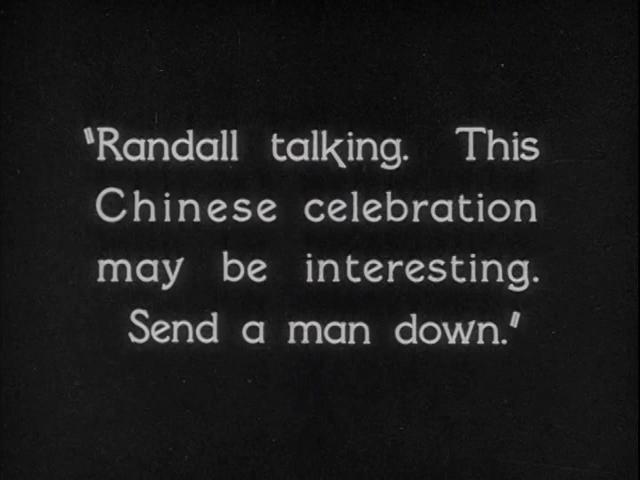 "Randall talking. This
Chinese celebration
may be interesting.
Send a man down."